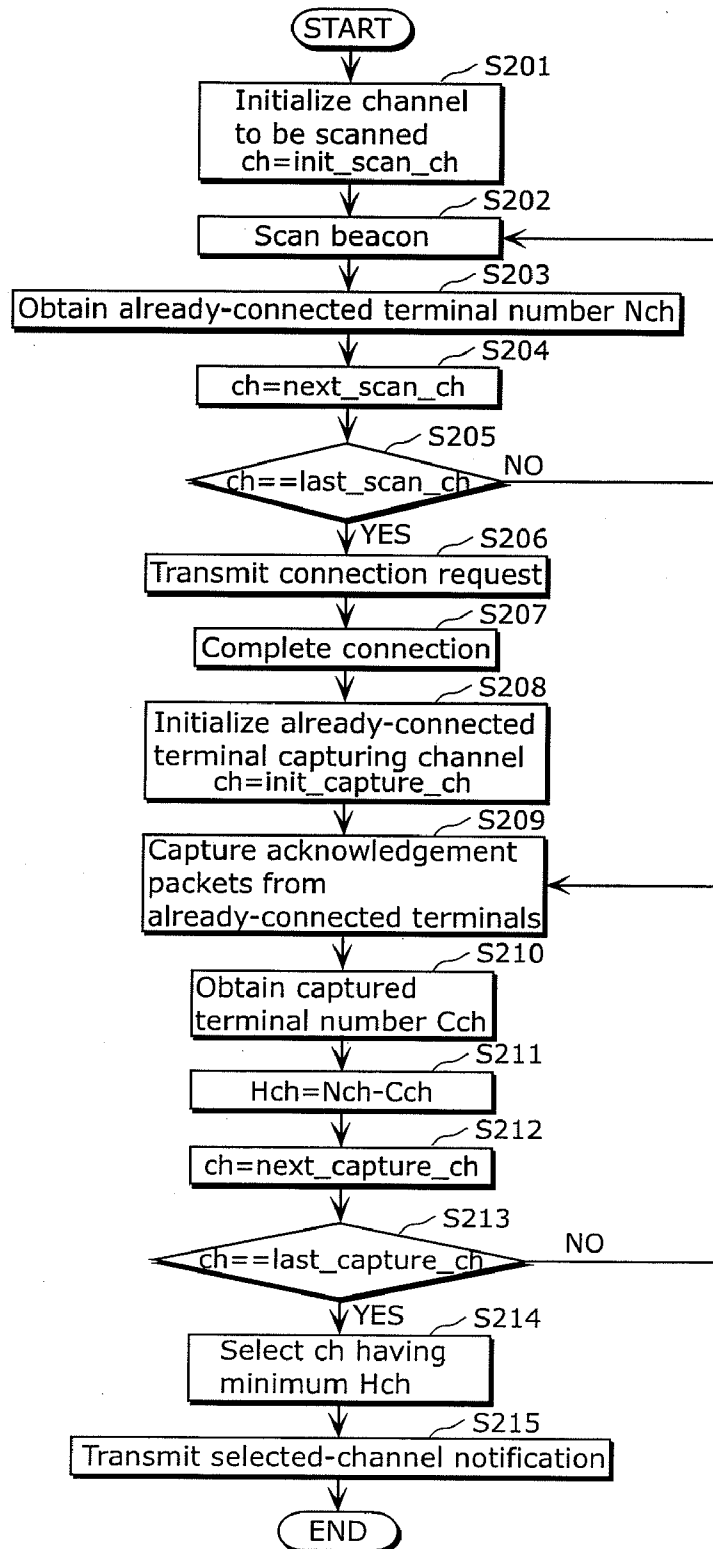 START
S201
Initialize channel
to be scanned
ch=init_scan_ch
S202
Scan beacon
S203
Obtain already-connected terminal number Nch
S204
ch=next_scan_ch
S205
ch==last_scan_ch
NO
YES
S206
Transmit connection request
S207
Complete connection
S208
Initialize already-connected
terminal capturing channel
ch=init_capture_ch
S209
Capture acknowledgement
packets from
already-connected terminals
S210
Obtain captured
terminal number Cch
S211
Hch=Nch-Cch
S212
ch=next_capture_ch
S213
ch==last_capture_ch
NO
YES
S214
Select ch having
minimum Hch
S215
Transmit selected-channel notification
END